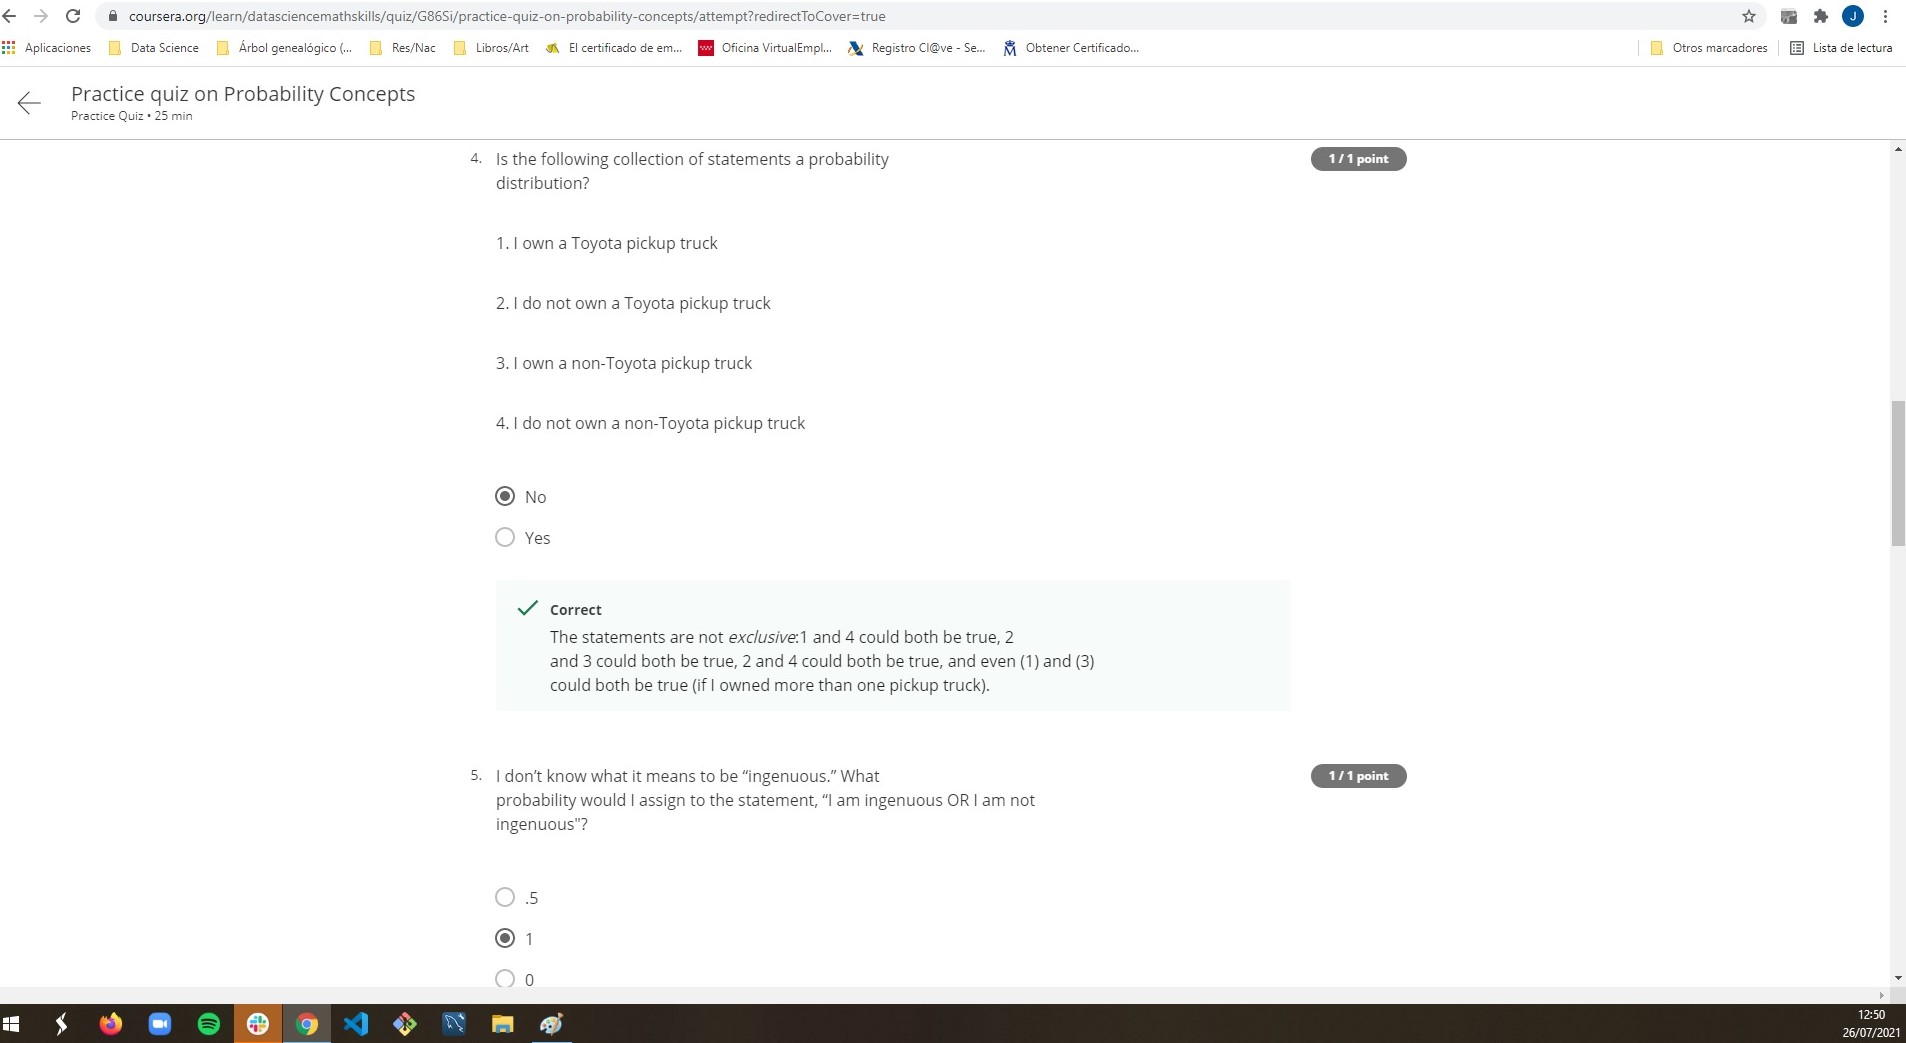 coursera.org/learn/datasciencemathskills/quiz/G86Si/practice-quiz-on-probability-concepts/attempt?redirectToCover=true
J
Aplicaciones Data Science Árbol genealógico (... Res/Nac Libros/Art El certificado de em... Oficina VirtualEmpl... Registro Cl@ve - Se... Obtener Certificado... Otros marcadores Lista de lectura
Practice quiz on Probability Concepts
Practice Quiz • 25 min
4. Is the following collection of statements a probability 1 / 1 point
distribution?
1. I own a Toyota pickup truck
2. I do not own a Toyota pickup truck
3. I own a non-Toyota pickup truck
4. I do not own a non-Toyota pickup truck
No
Yes
Correct
The statements are not exclusive:1 and 4 could both be true, 2
and 3 could both be true, 2 and 4 could both be true, and even (1) and (3)
could both be true (if I owned more than one pickup truck).
5. I don’t know what it means to be “ingenuous.” What 1 / 1 point
probability would I assign to the statement, “I am ingenuous OR I am not
ingenuous"?
.5
1
0
12:50
26/07/2021